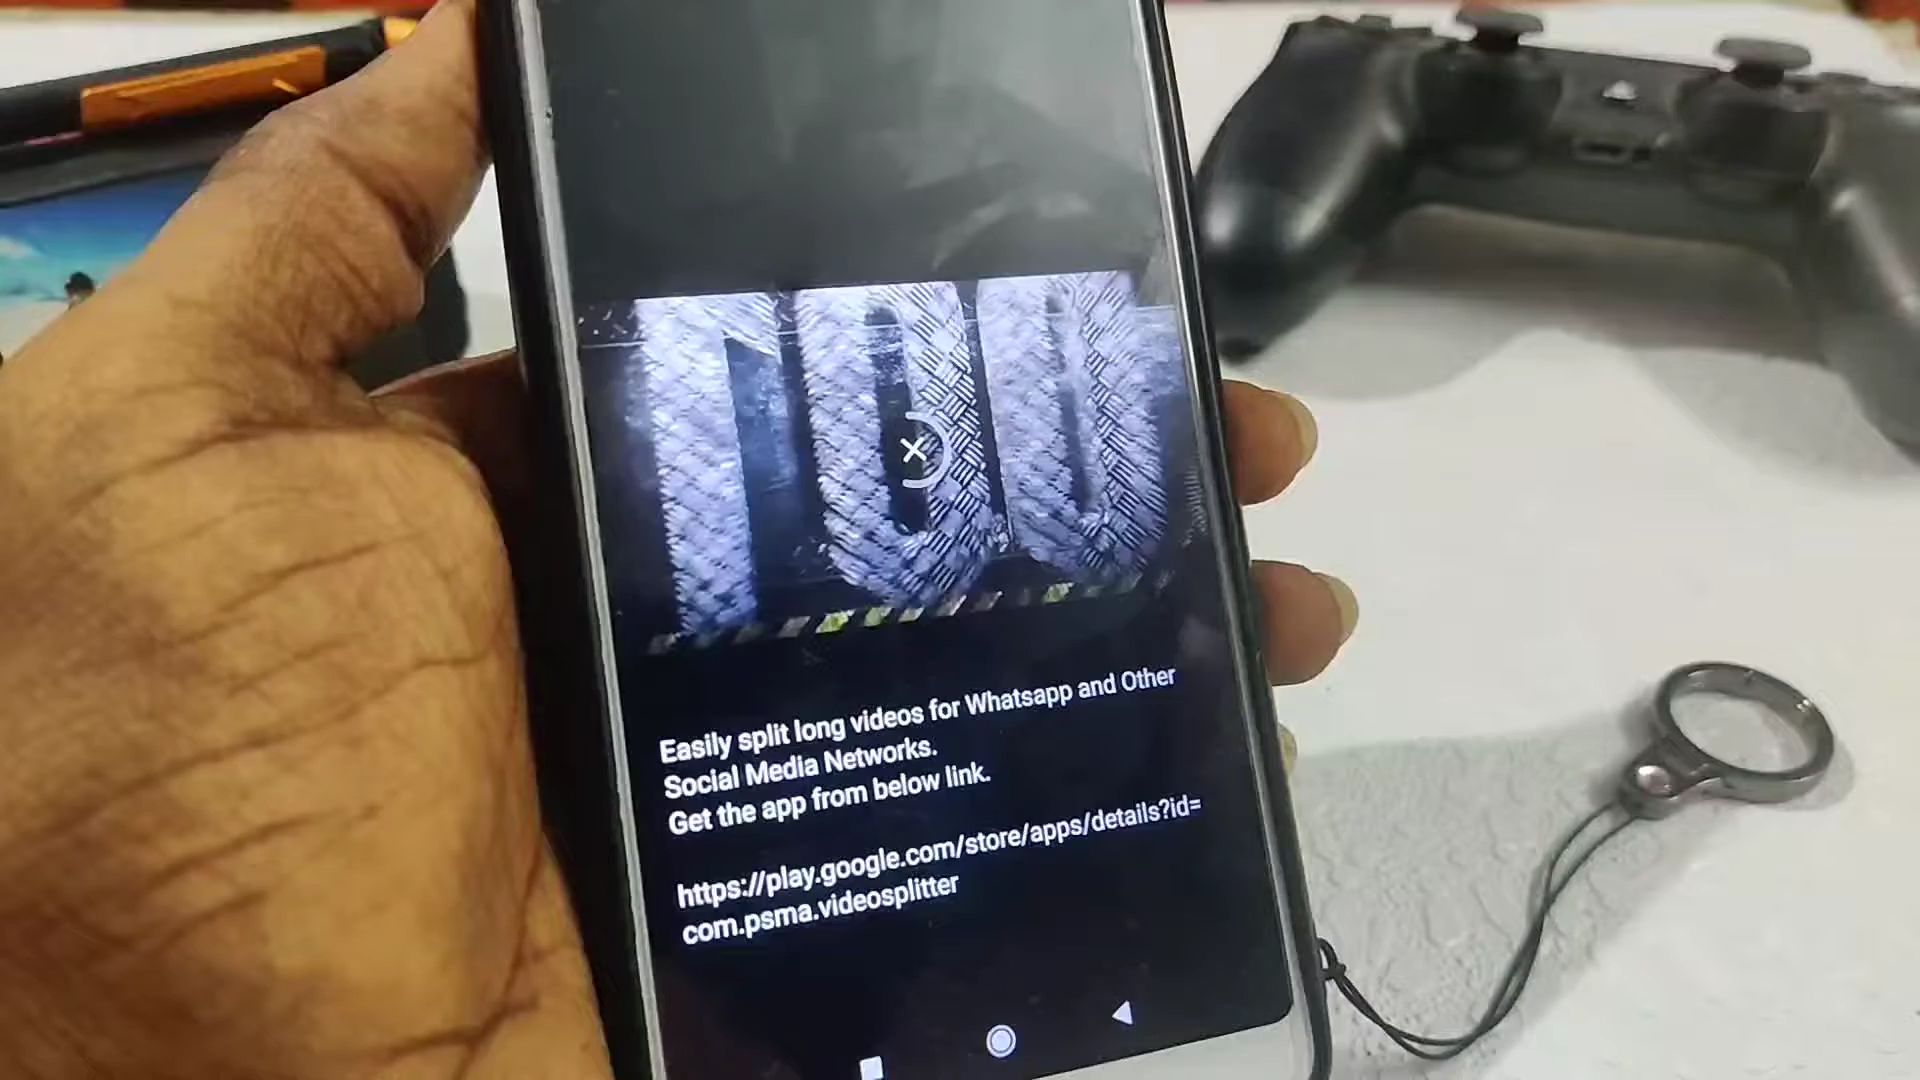 100
Easily split long videos for Whatsapp and Other
Social Media Networks.
Get the app from below link.
https://play.google.com/store/apps/details?id=
com.psma.videosplitter